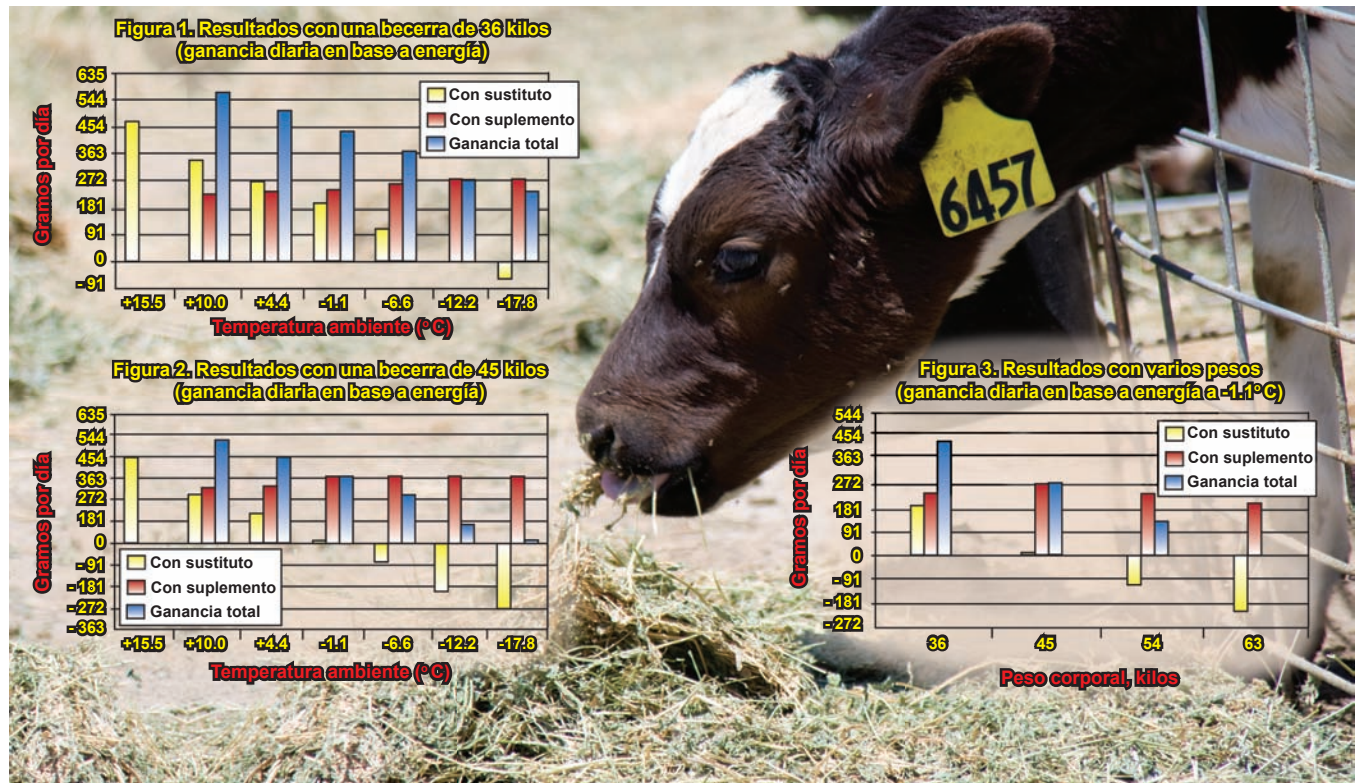 Figura 1. Resultados con una becerra de 36 kilos
(ganancia diaria en base a energía)
Gramos por día
635
544
454
363
272
181
91
0
-91
Con sustituto
Con suplemento
Ganancia total
+15.5 +10.0 +4.4 -1.1 -6.6 -12.2 -17.8
Temperatura ambiente (°C)
6457
Figura 2. Resultados con una becerra de 45 kilos
(ganancia diaria en base a energía)
Gramos por día
635
544
454
363
272
181
0
-91
-181
-272
-363
Con sustituto
Con suplemento
Ganancia total
+15.5 +10.0 +4.4 -1.1 -6.6 -12.2 -17.8
Temperatura ambiente (°C)
Figura 3. Resultados con varios pesos
(ganancia diaria en base a energía a -1.1°C)
Gramos por día
544
454
363
272
181
91
0
-91
-181
-272
Con sustituto
Con suplemento
Ganancia total
36 45 54 63
Peso corporal, kilos